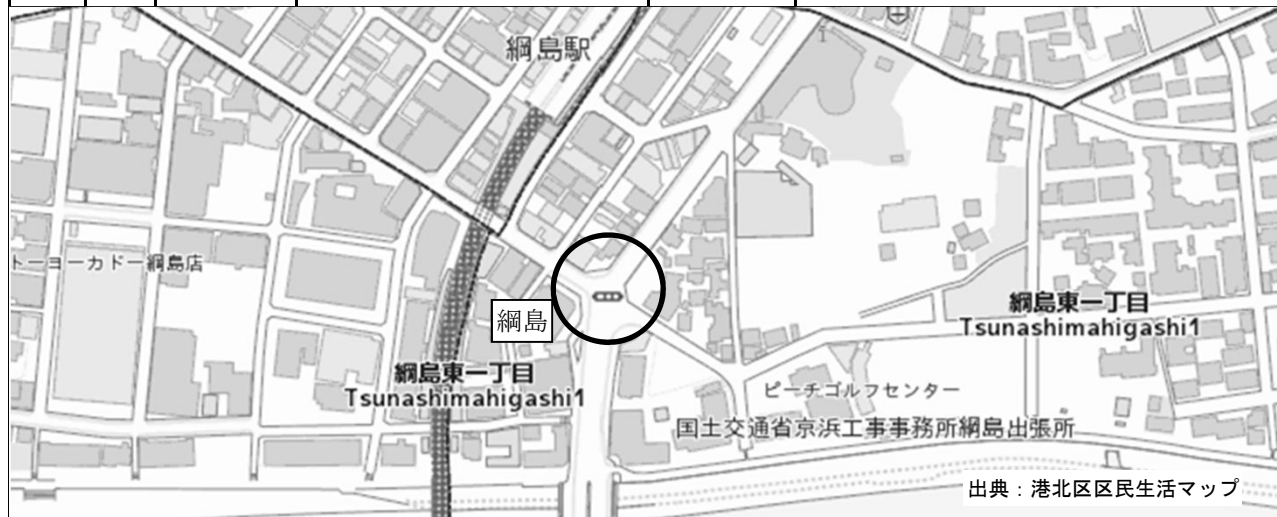 綱島駅
トーヨーカドー綱島店
綱島
綱島東一丁目
Tsunashimahigashi1
綱島東一丁目
Tsunashimahigashi1
ピーチゴルフセンター
国土交通省京浜工事事務所綱島出張所
出典：港北区区民生活マップ